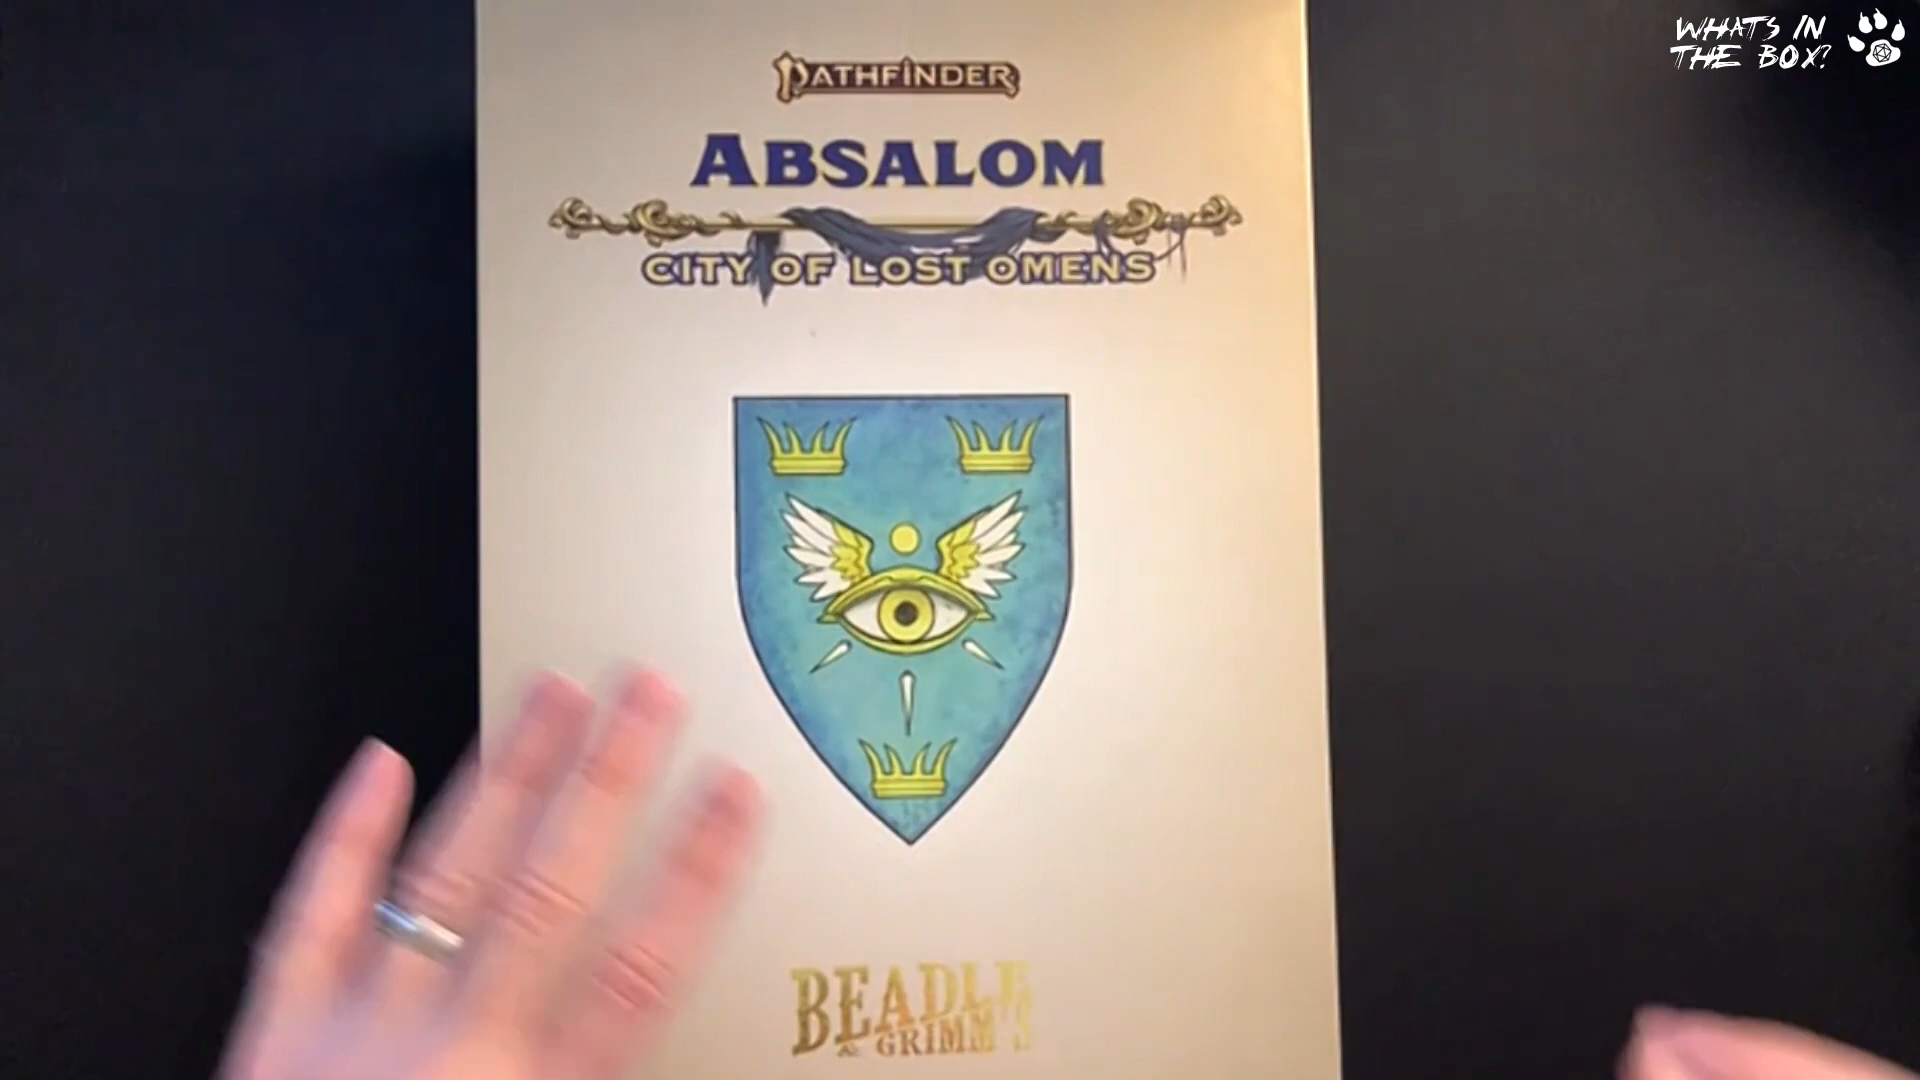 WHATS IN
THE BOX?
PATHFINDER
ABSALOM
CITY OF LOST OMENS
BEADLE
& GRIMM'S